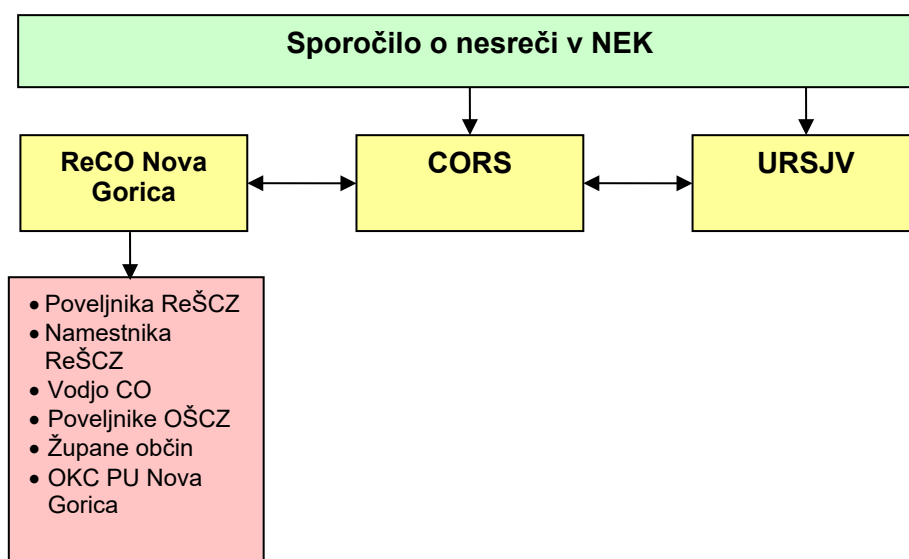 Sporočilo o nesreči v NEK
ReCO Nova
Gorica
CORS
URSJV
• Poveljnika ReŠCZ
• Namestnika
ReŠCZ
• Vodjo CO
• Poveljnike OŠCZ
• Župane občin
• OKC PU Nova
Gorica